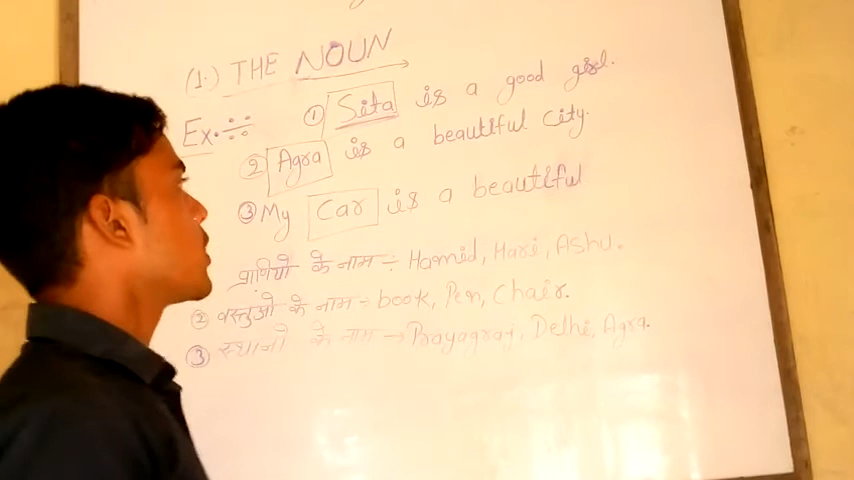 (1.) THE NOUN
Ex. ① Sita is a good girl.
② Agra is a beautiful City.
③ My Car is a beautiful
प्राणियो के नाम ÷ Hamid, Hari, Ashu.
② वस्तुओ के नाम ÷ book, Pen, Chair.
③ स्थानो के नाम → Prayagraj, Delhi, Agra.